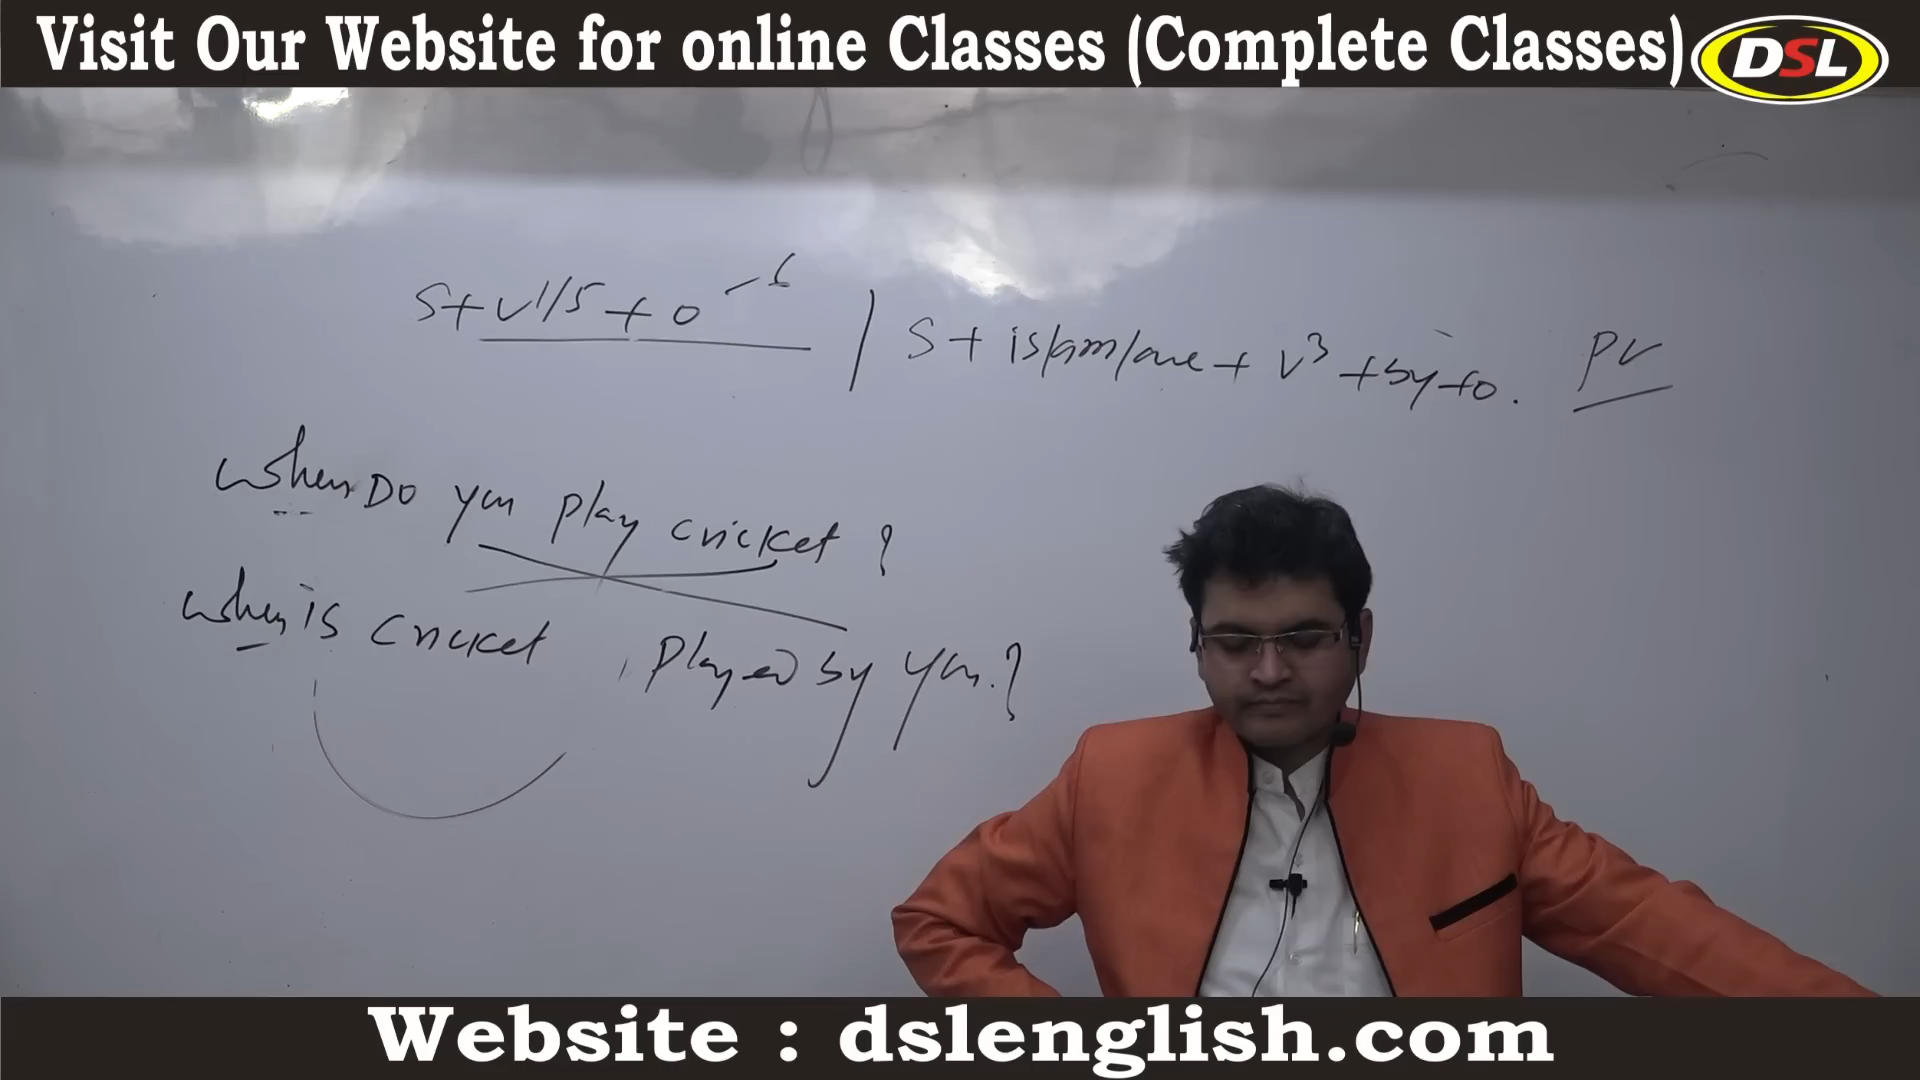 Visit Our Website for online Classes (Complete Classes)
DSL
S+V1/5+O
S + is/am/are + V3 + by + O. PV
When Do you play cricket ?
When is cricket played by you. ?
Website : dslenglish.com